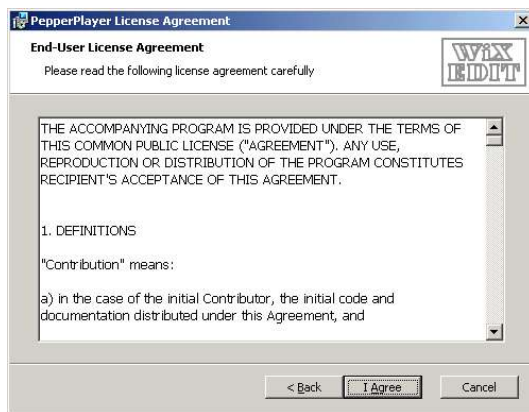 PepperPlayer License Agreement
End-User License Agreement
Please read the following license agreement carefully
WiX
EDIT
THE ACCOMPANYING PROGRAM IS PROVIDED UNDER THE TERMS OF
THIS COMMON PUBLIC LICENSE ("AGREEMENT"). ANY USE,
REPRODUCTION OR DISTRIBUTION OF THE PROGRAM CONSTITUTES
RECIPIENT'S ACCEPTANCE OF THIS AGREEMENT.
1. DEFINITIONS
"Contribution" means:
a) in the case of the initial Contributor, the initial code and
documentation distributed under this Agreement, and
< Back I Agree Cancel